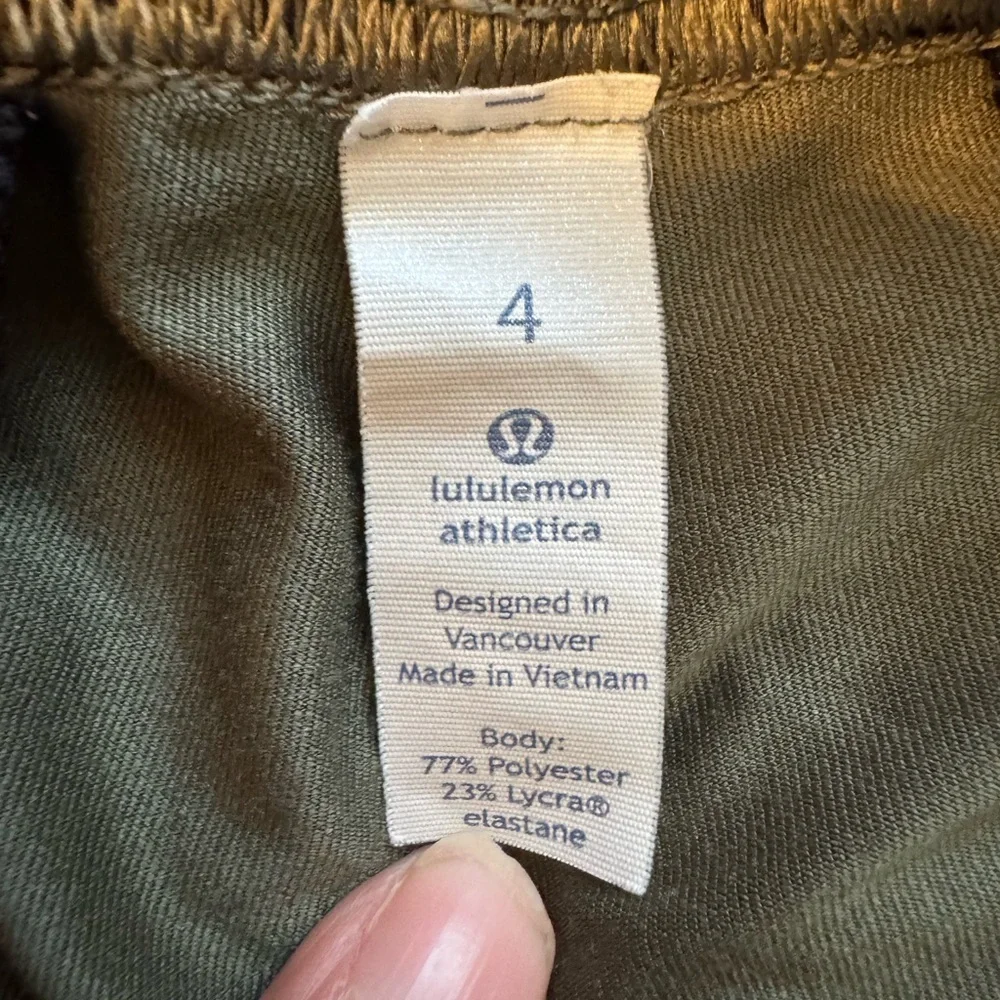 4
lululemon
athletica
Designed in
Vancouver
Made in Vietnam
Body:
77% Polyester
23% Lycra®
elastane